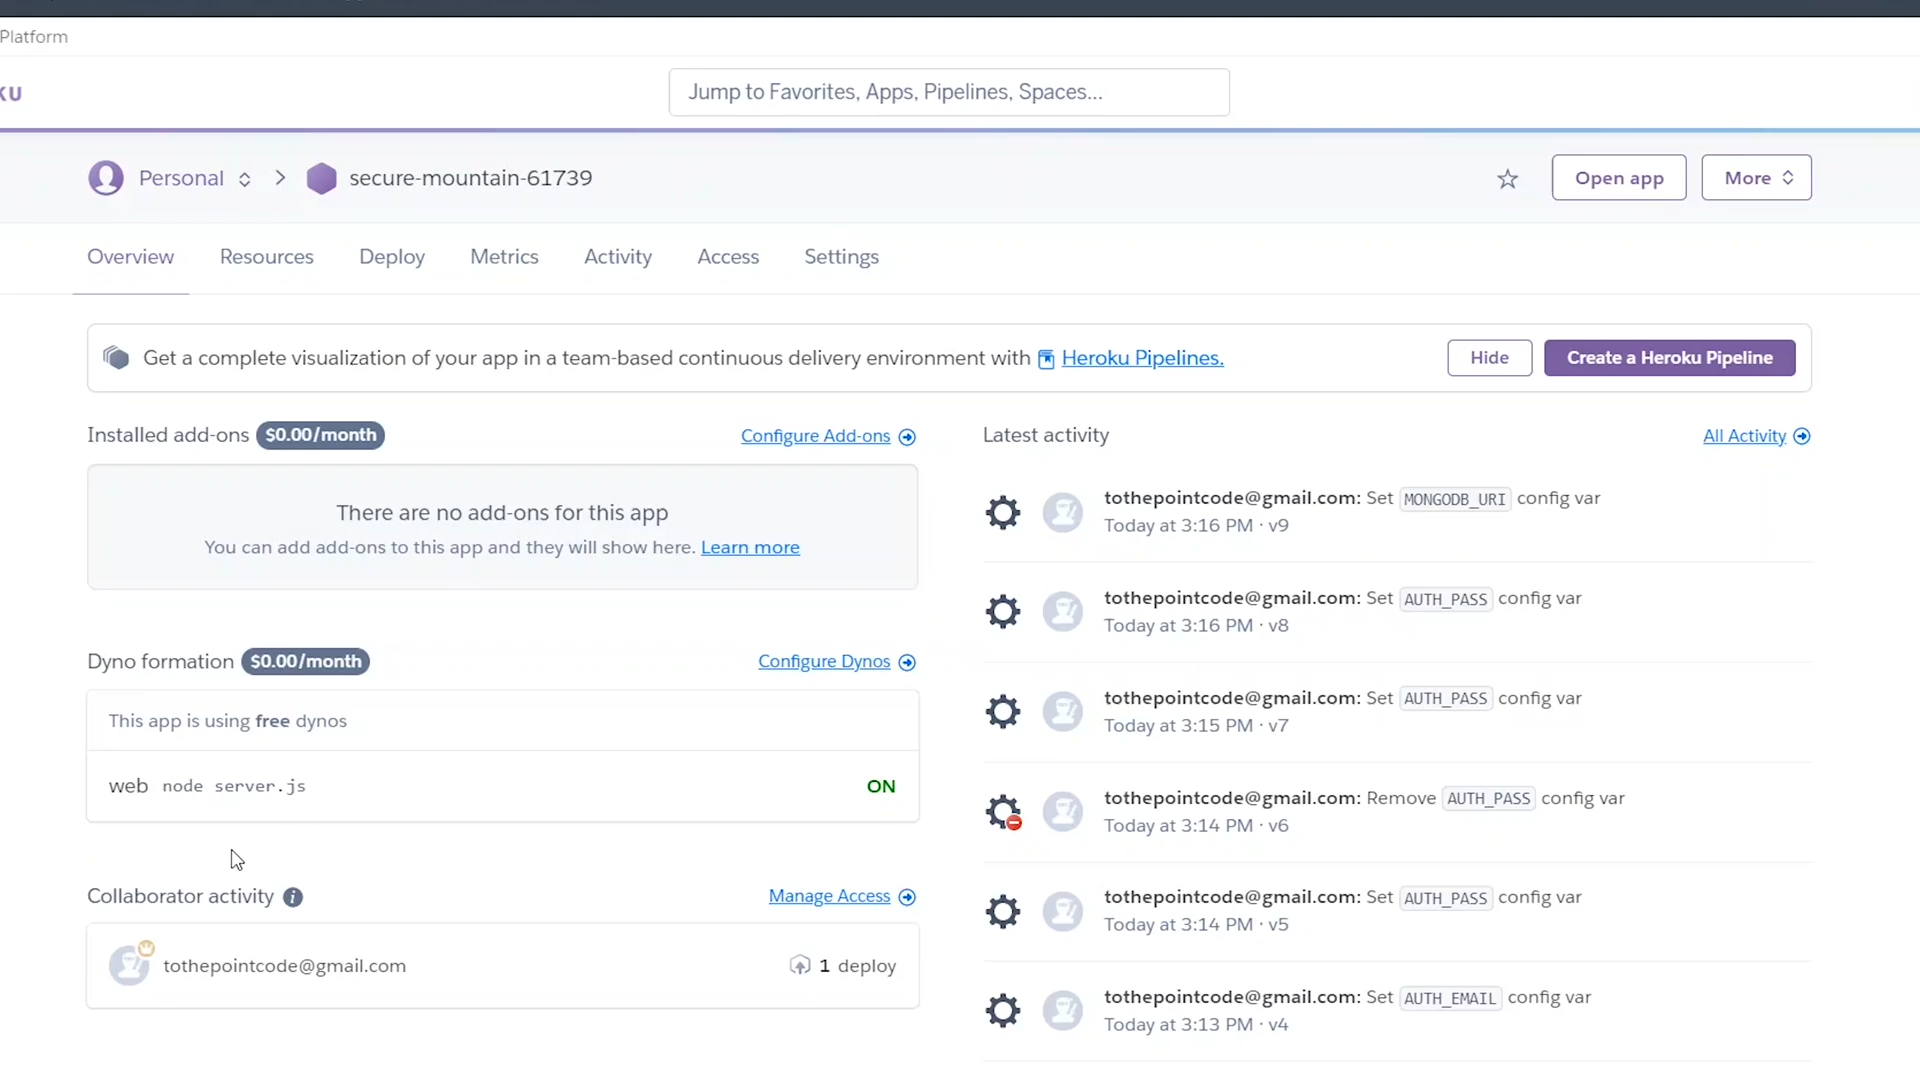 Platform
KU
Jump to Favorites, Apps, Pipelines, Spaces...
Personal
secure-mountain-61739
Open app
More
Overview
Resources
Deploy
Metrics
Activity
Access
Settings
Get a complete visualization of your app in a team-based continuous delivery environment with Heroku Pipelines.
Hide
Create a Heroku Pipeline
Installed add-ons $0.00/month
Configure Add-ons
There are no add-ons for this app
You can add add-ons to this app and they will show here. Learn more
Dyno formation $0.00/month
Configure Dynos
This app is using free dynos
web node server.js
ON
Collaborator activity
Manage Access
tothepointcode@gmail.com
1 deploy
Latest activity
All Activity
tothepointcode@gmail.com: Set MONGODB_URI config var
Today at 3:16 PM · v9
tothepointcode@gmail.com: Set AUTH_PASS config var
Today at 3:16 PM · v8
tothepointcode@gmail.com: Set AUTH_PASS config var
Today at 3:15 PM · v7
tothepointcode@gmail.com: Remove AUTH_PASS config var
Today at 3:14 PM · v6
tothepointcode@gmail.com: Set AUTH_PASS config var
Today at 3:14 PM · v5
tothepointcode@gmail.com: Set AUTH_EMAIL config var
Today at 3:13 PM · v4